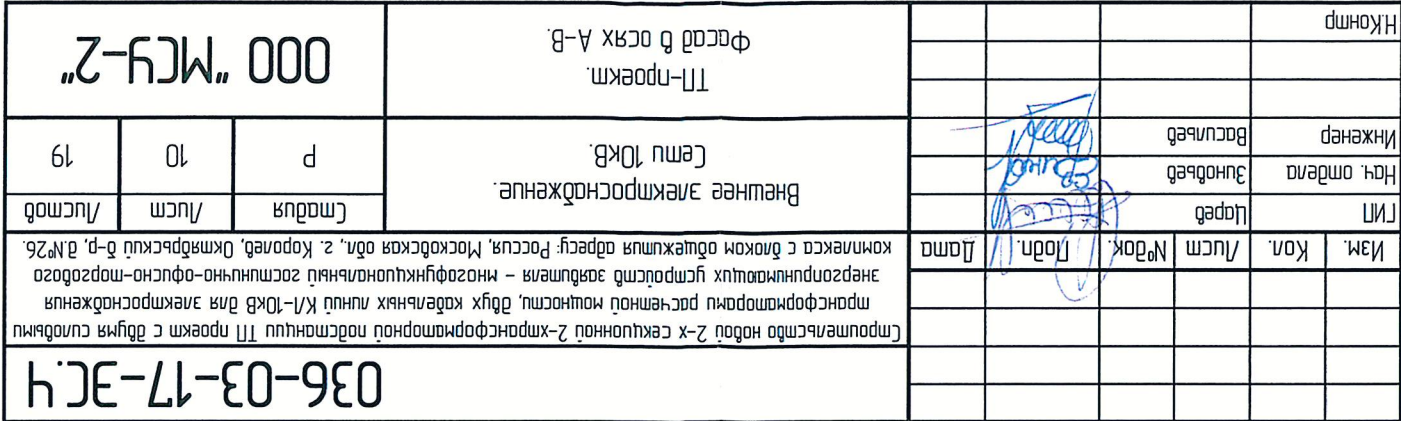 036-03-17-ЭС.Ч
Строительство новой 2-х секционной 2-хтрансформаторной подстанции ТП проект с двумя силовыми
трансформаторами расчетной мощности, двух кабельных линий КЛ-10кВ для электроснабжения
энергопринимающих устройств заявителя – многофункциональный гостинично-офисно-торгового
комплекса с блоком общежития адресу: Россия, Московская обл., г. Королев, Октябрьский б-р, д.№26.
Изм. Кол. Лист №док. Подп. Дата
ГИП Царев
Нач. отдела Зиновьев
Инженер Васильев
Н.Контр
Внешнее электроснабжение.
Сети 10кВ.
Стадия Лист Листов
Р 10 19
ТП-проект.
Фасад в осях А-В.
ООО "МСУ-2"